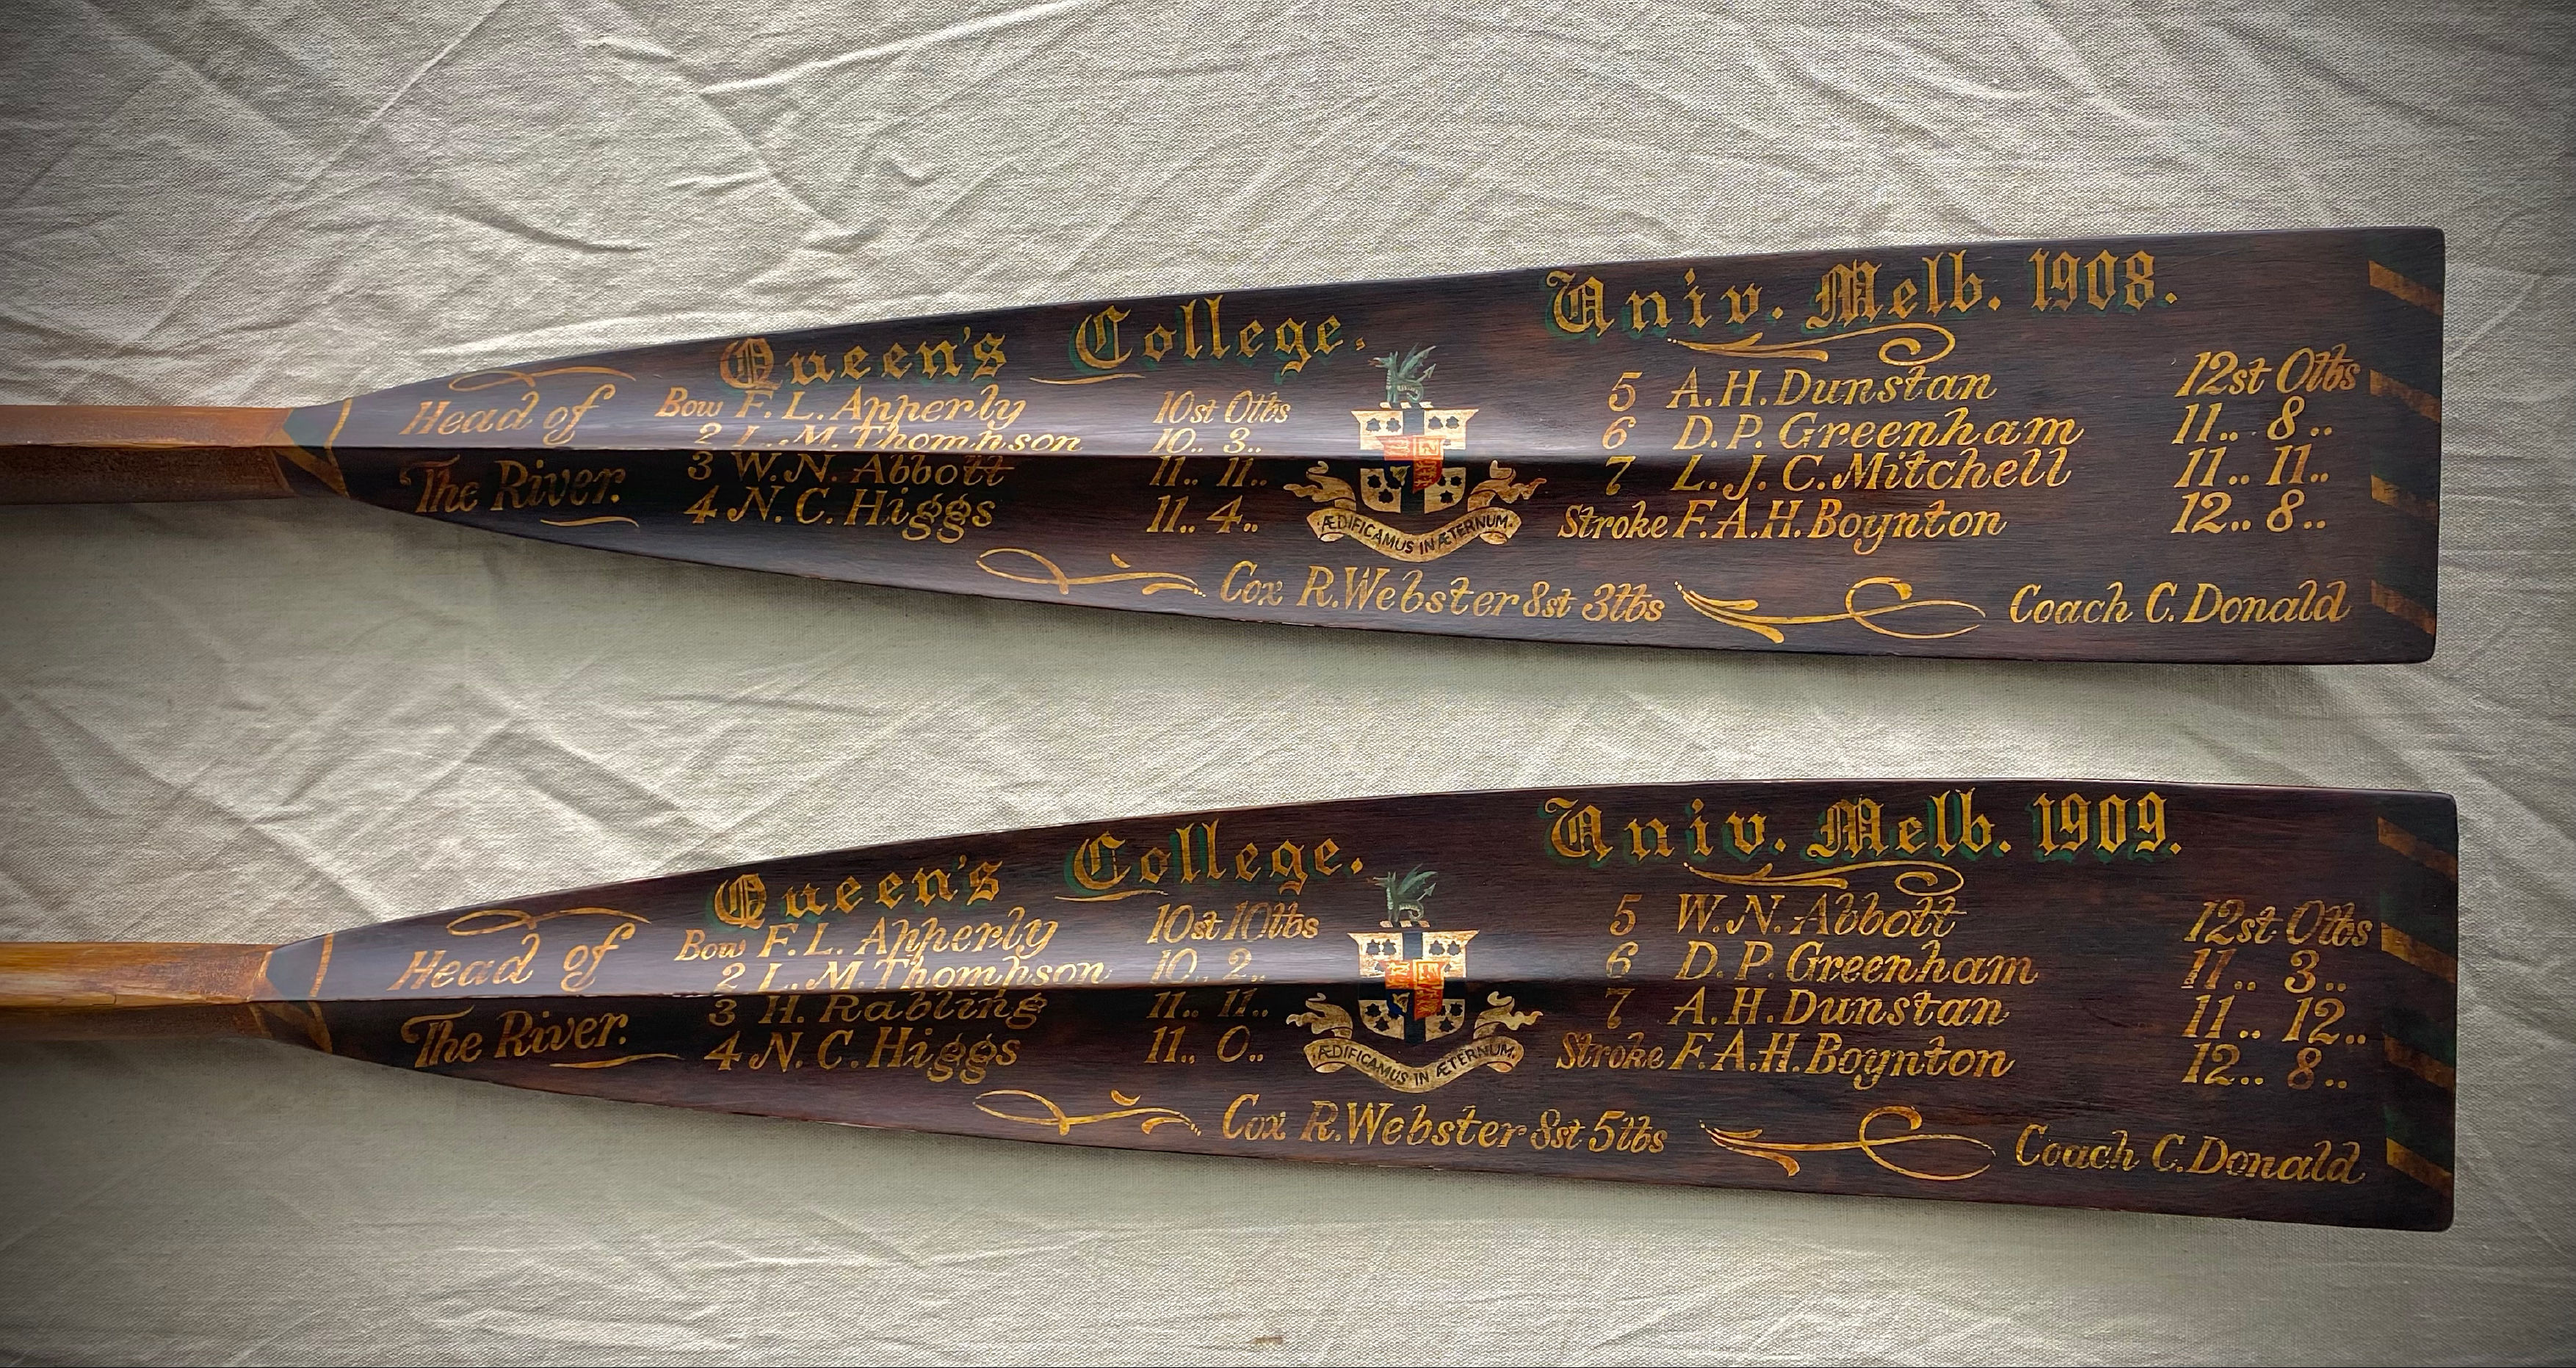 Queen's College. Univ. Melb. 1908.
Head of
The River.
Bow F. L. Apperly 10st 0lbs
2 L. M. Thompson 10.. 3..
3 W. N. Abbott 11.. 11..
4 N. C. Higgs 11.. 4..
ÆDIFICAMUS IN ÆTERNUM.
5 A. H. Dunstan 12st 0lbs
6 D. P. Greenham 11.. 8..
7 L. J. C. Mitchell 11.. 11..
Stroke F. A. H. Boynton 12.. 8..
Cox R. Webster 8st 3lbs Coach C. Donald
Queen's College. Univ. Melb. 1909.
Head of
The River.
Bow F. L. Apperly 10st 10lbs
2 L. M. Thompson 10.. 2..
3 H. Rabling 11.. 11..
4 N. C. Higgs 11.. 0..
ÆDIFICAMUS IN ÆTERNUM.
5 W. N. Abbott 12st 0lbs
6 D. P. Greenham 11.. 3..
7 A. H. Dunstan 11.. 12..
Stroke F. A. H. Boynton 12.. 8..
Cox R. Webster 8st 5lbs Coach C. Donald